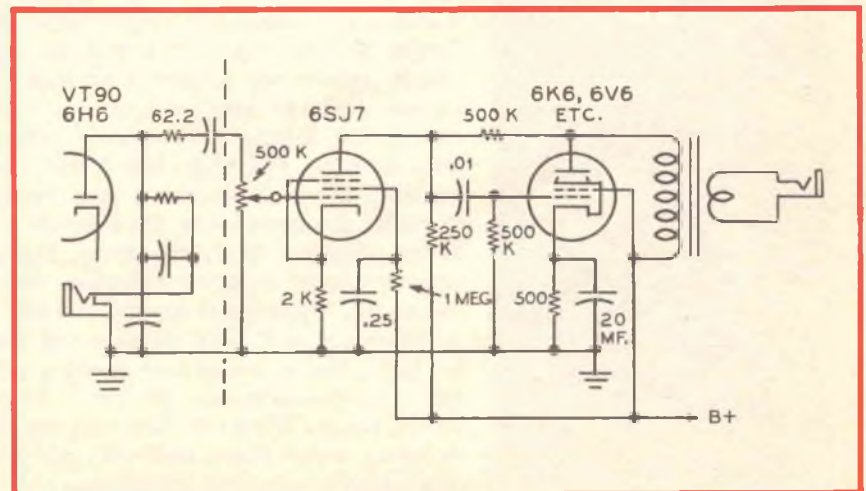 VT90
6H6
62.2
500 K
6SJ7
500 K
6K6, 6V6
ETC.
.01
250
K
500
K
2 K
.25
1 MEG.
500
20
MF.
B+